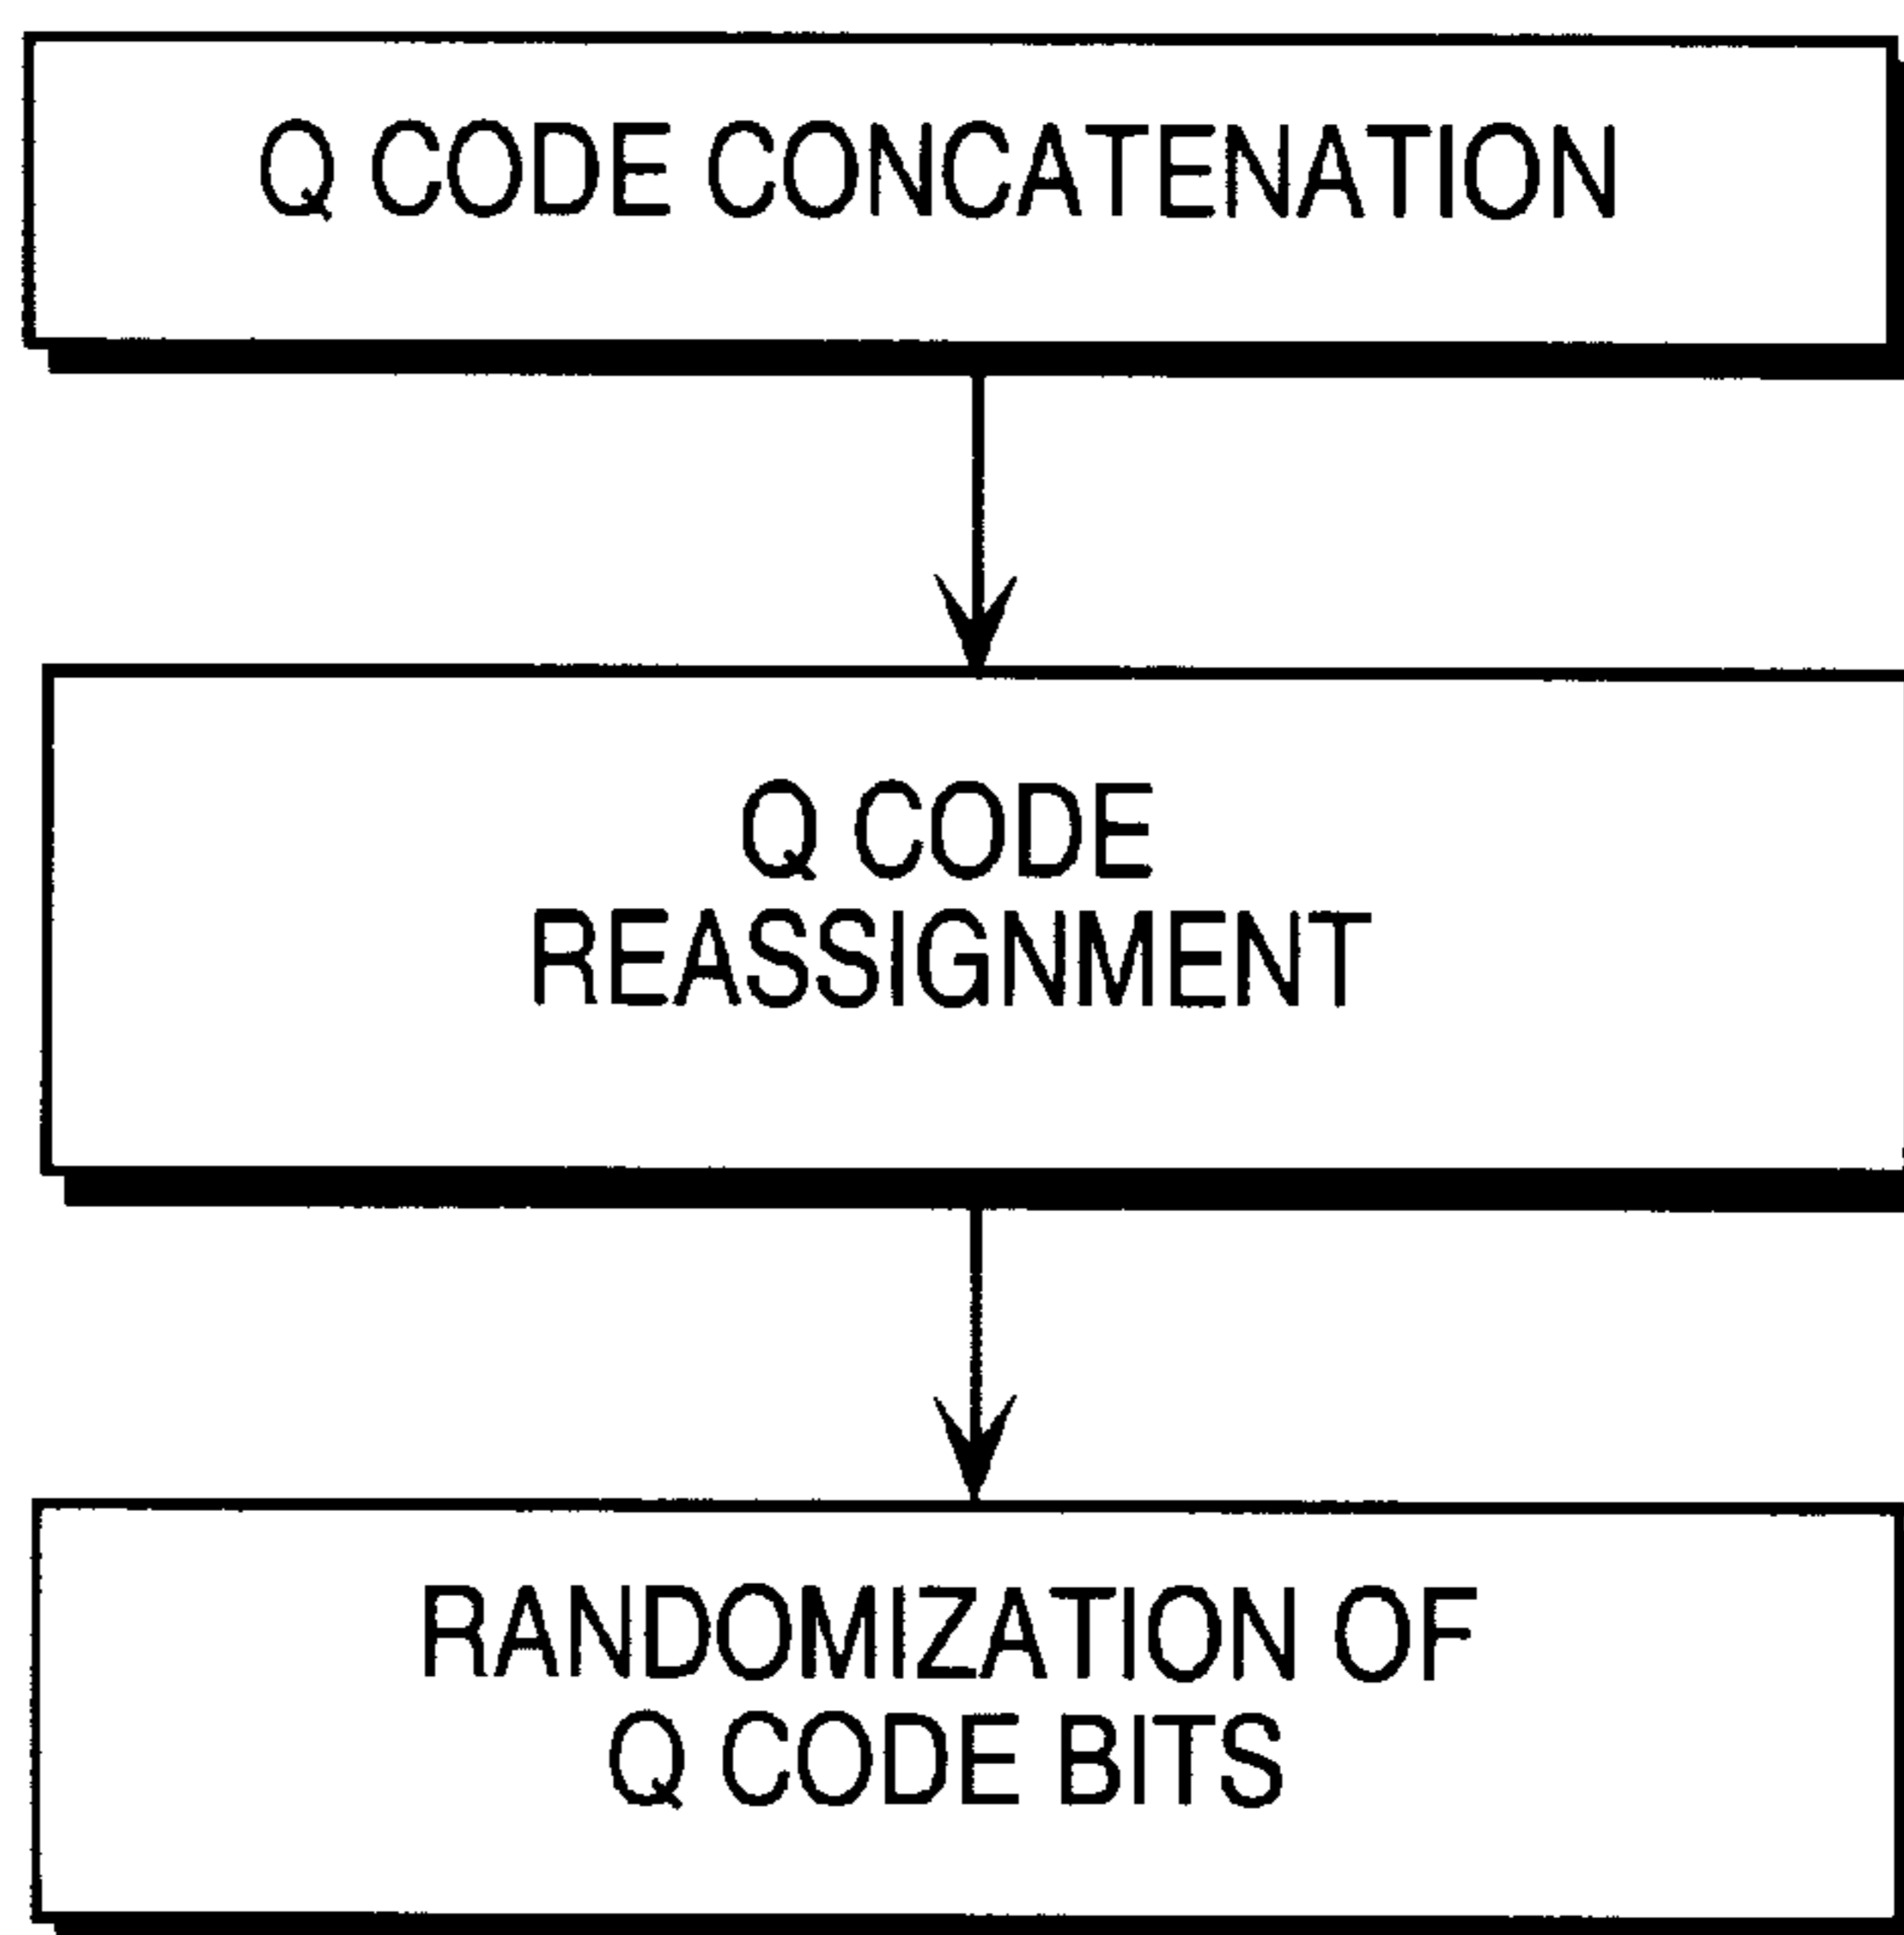 Q CODE CONCATENATION
Q CODE
REASSIGNMENT
RANDOMIZATION OF
Q CODE BITS